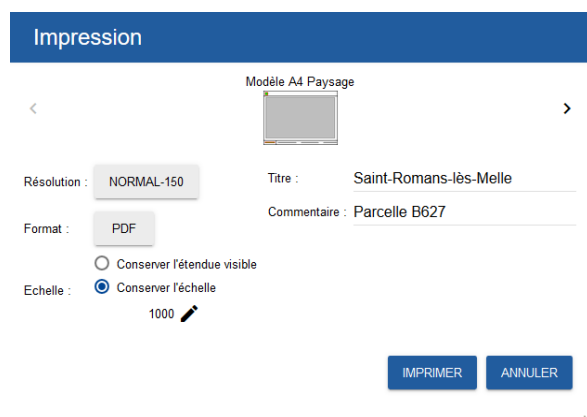 Impression
Modèle A4 Paysage
Résolution : NORMAL-150
Titre : Saint-Romans-lès-Melle
Commentaire : Parcelle B627
Format : PDF
Conserver l'étendue visible
Echelle : Conserver l'échelle
1000
IMPRIMER ANNULER